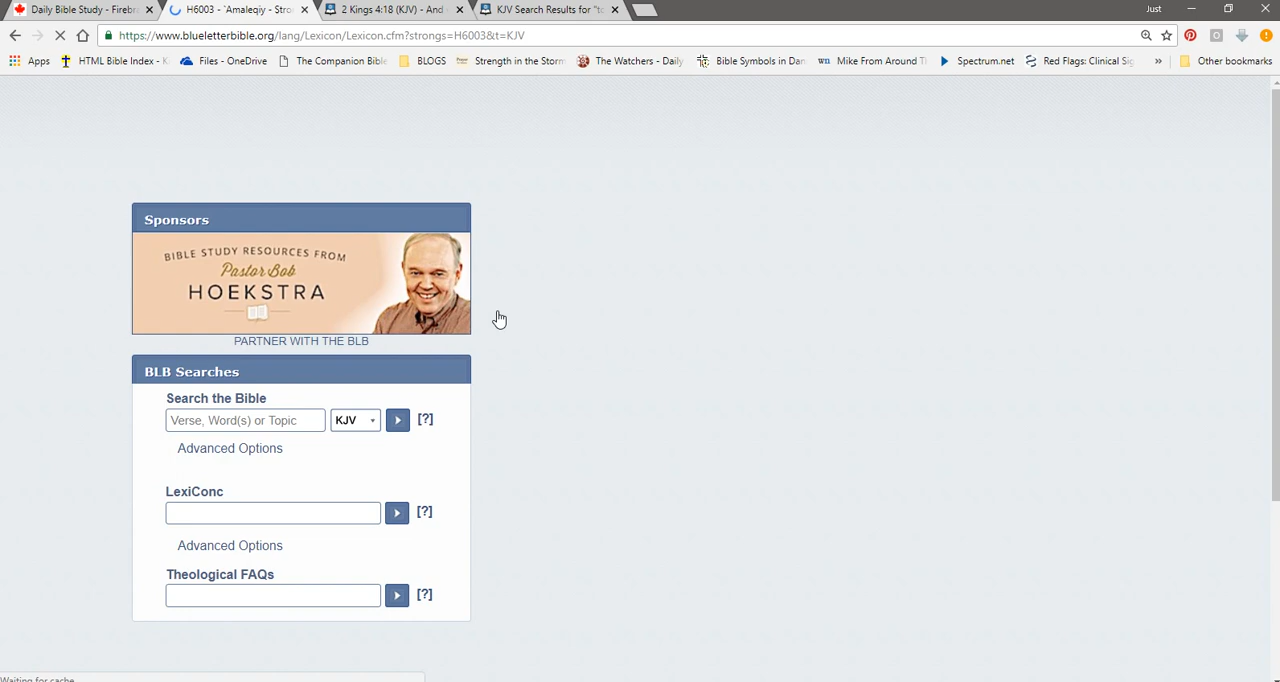 Daily Bible Study - Firebra
H6003 - `Amaleqiy - Stron
2 Kings 4:18 (KJV) - And
KJV Search Results for "to
Just
https://www.blueletterbible.org/lang/Lexicon/Lexicon.cfm?strongs=H6003&t=KJV
Apps
HTML Bible Index - K
Files - OneDrive
The Companion Bible
BLOGS
Strength in the Storm
The Watchers - Daily
Bible Symbols in Dan
wn Mike From Around T
Spectrum.net
Red Flags: Clinical Sig
»
Other bookmarks
Sponsors
BIBLE STUDY RESOURCES FROM
Pastor Bob
HOEKSTRA
PARTNER WITH THE BLB
BLB Searches
Search the Bible
Verse, Word(s) or Topic
KJV
[?]
Advanced Options
LexiConc
[?]
Advanced Options
Theological FAQs
[?]
Waiting for cache